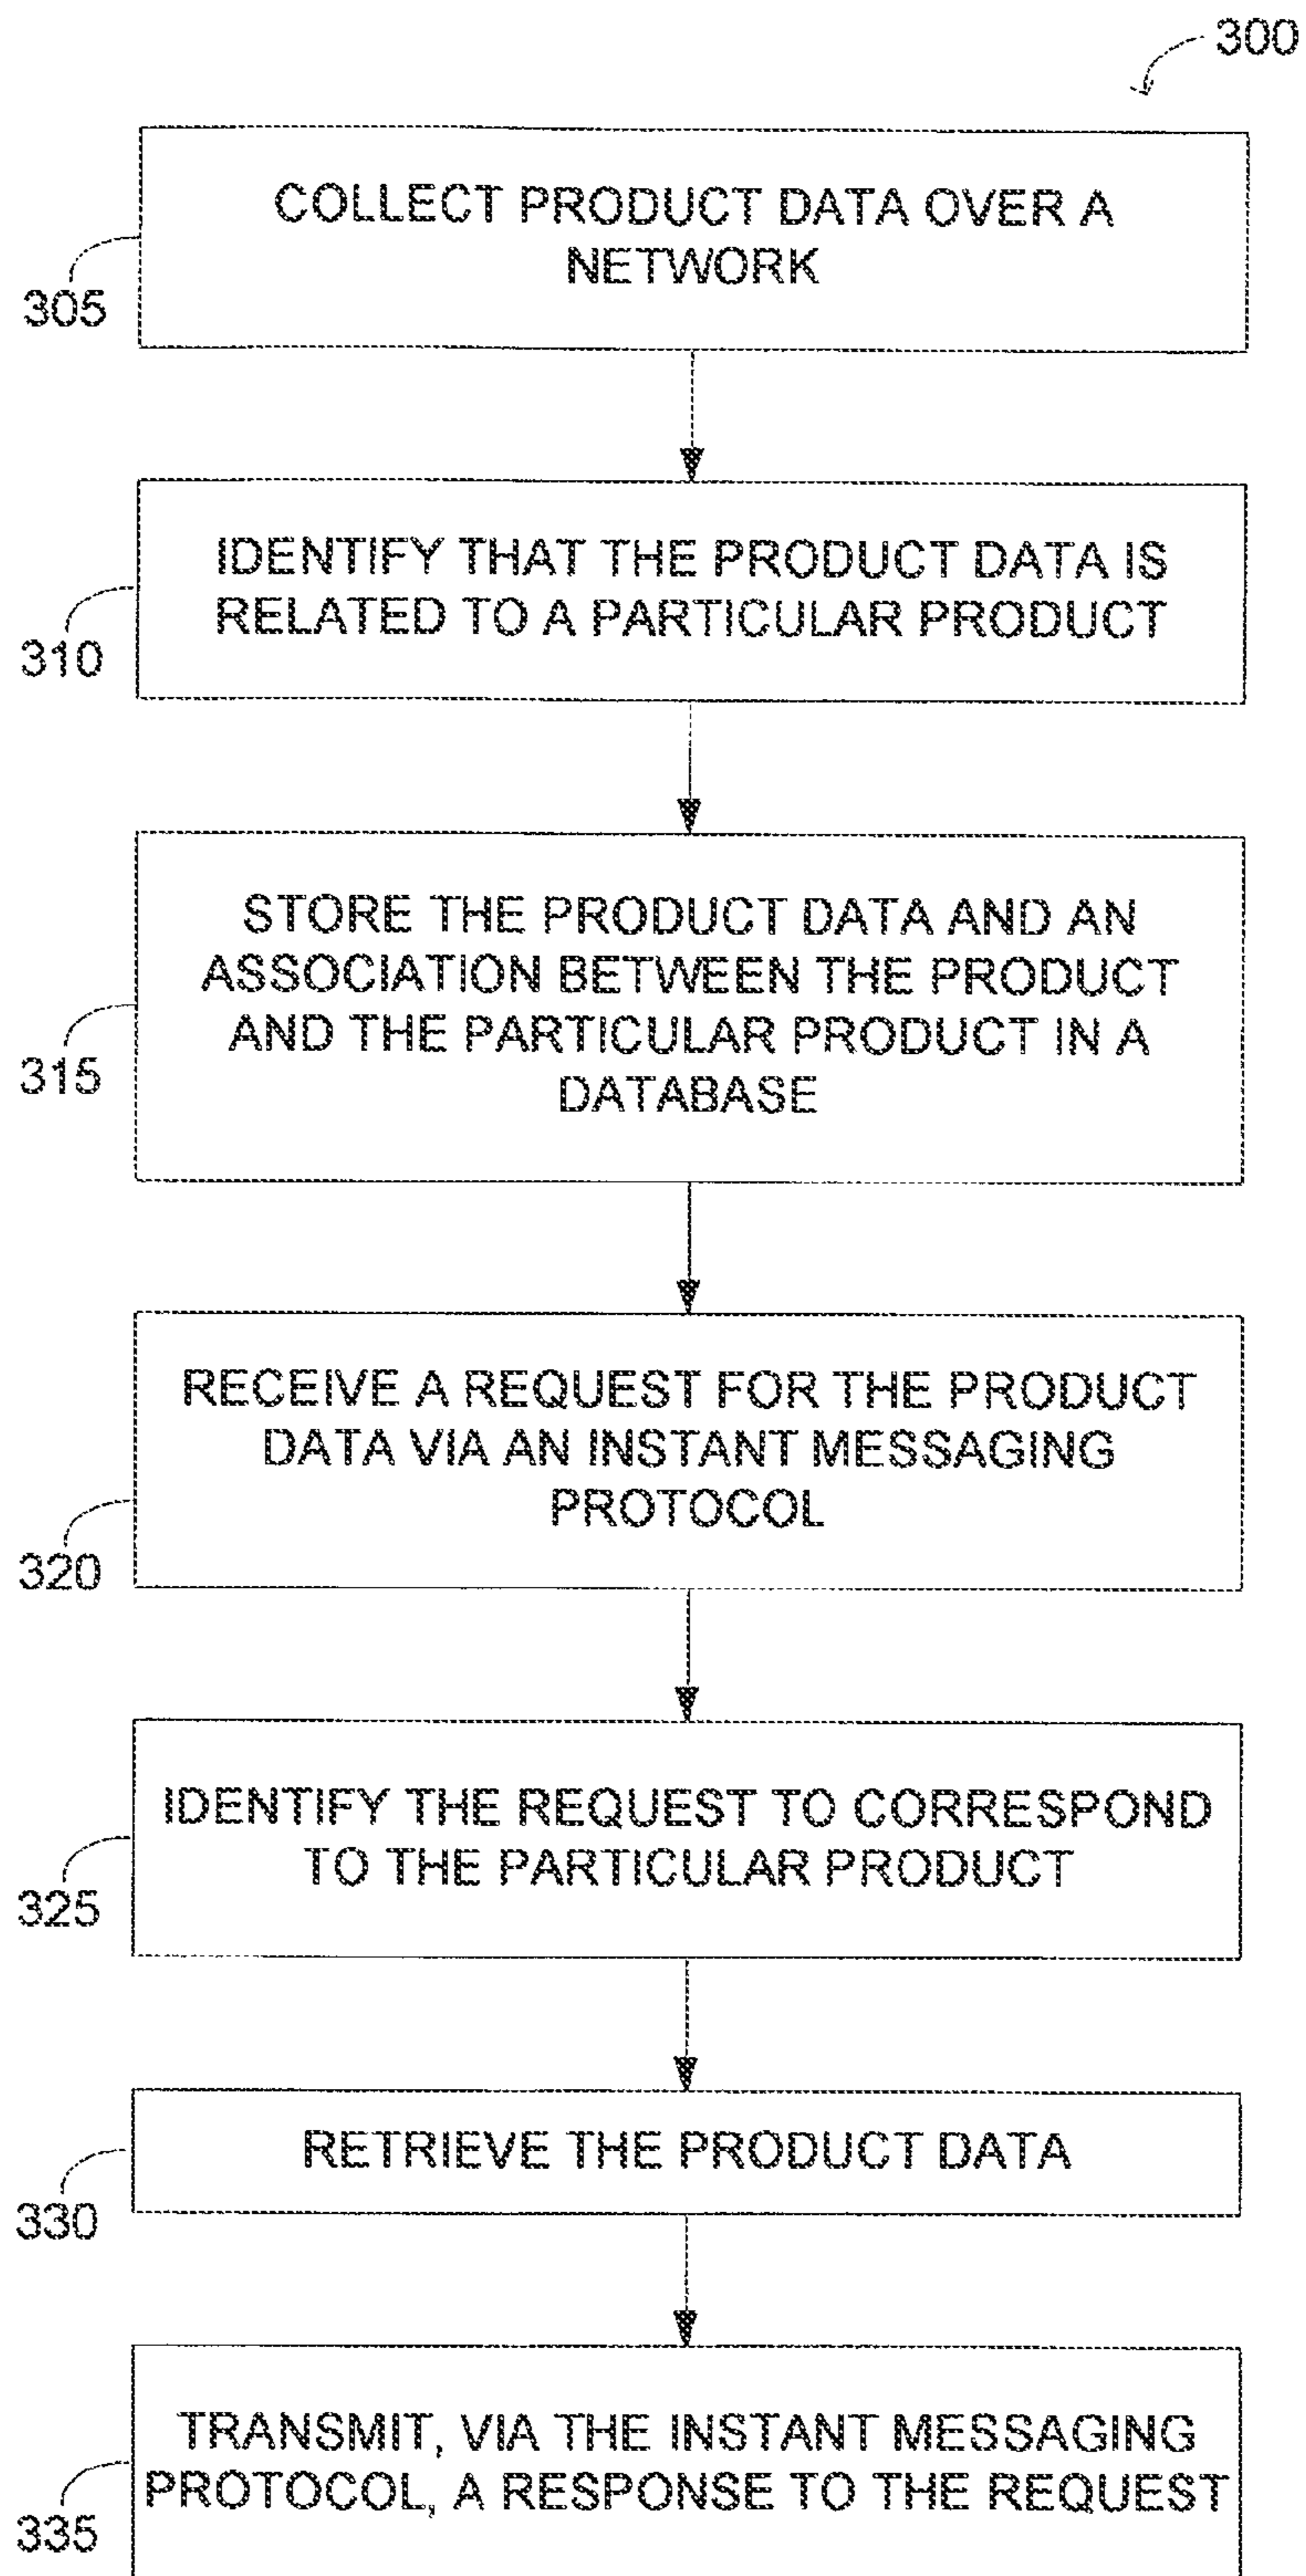 300
COLLECT PRODUCT DATA OVER A
NETWORK
305
IDENTIFY THAT THE PRODUCT DATA IS
RELATED TO A PARTICULAR PRODUCT
310
STORE THE PRODUCT DATA AND AN
ASSOCIATION BETWEEN THE PRODUCT
AND THE PARTICULAR PRODUCT IN A
DATABASE
315
RECEIVE A REQUEST FOR THE PRODUCT
DATA VIA AN INSTANT MESSAGING
PROTOCOL
320
IDENTIFY THE REQUEST TO CORRESPOND
TO THE PARTICULAR PRODUCT
325
RETRIEVE THE PRODUCT DATA
330
TRANSMIT, VIA THE INSTANT MESSAGING
PROTOCOL, A RESPONSE TO THE REQUEST
335